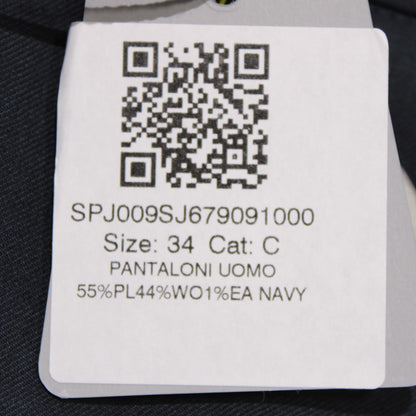 SPJ009SJ679091000
Size: 34 Cat: C
PANTALONI UOMO
55%PL44%WO1%EA NAVY